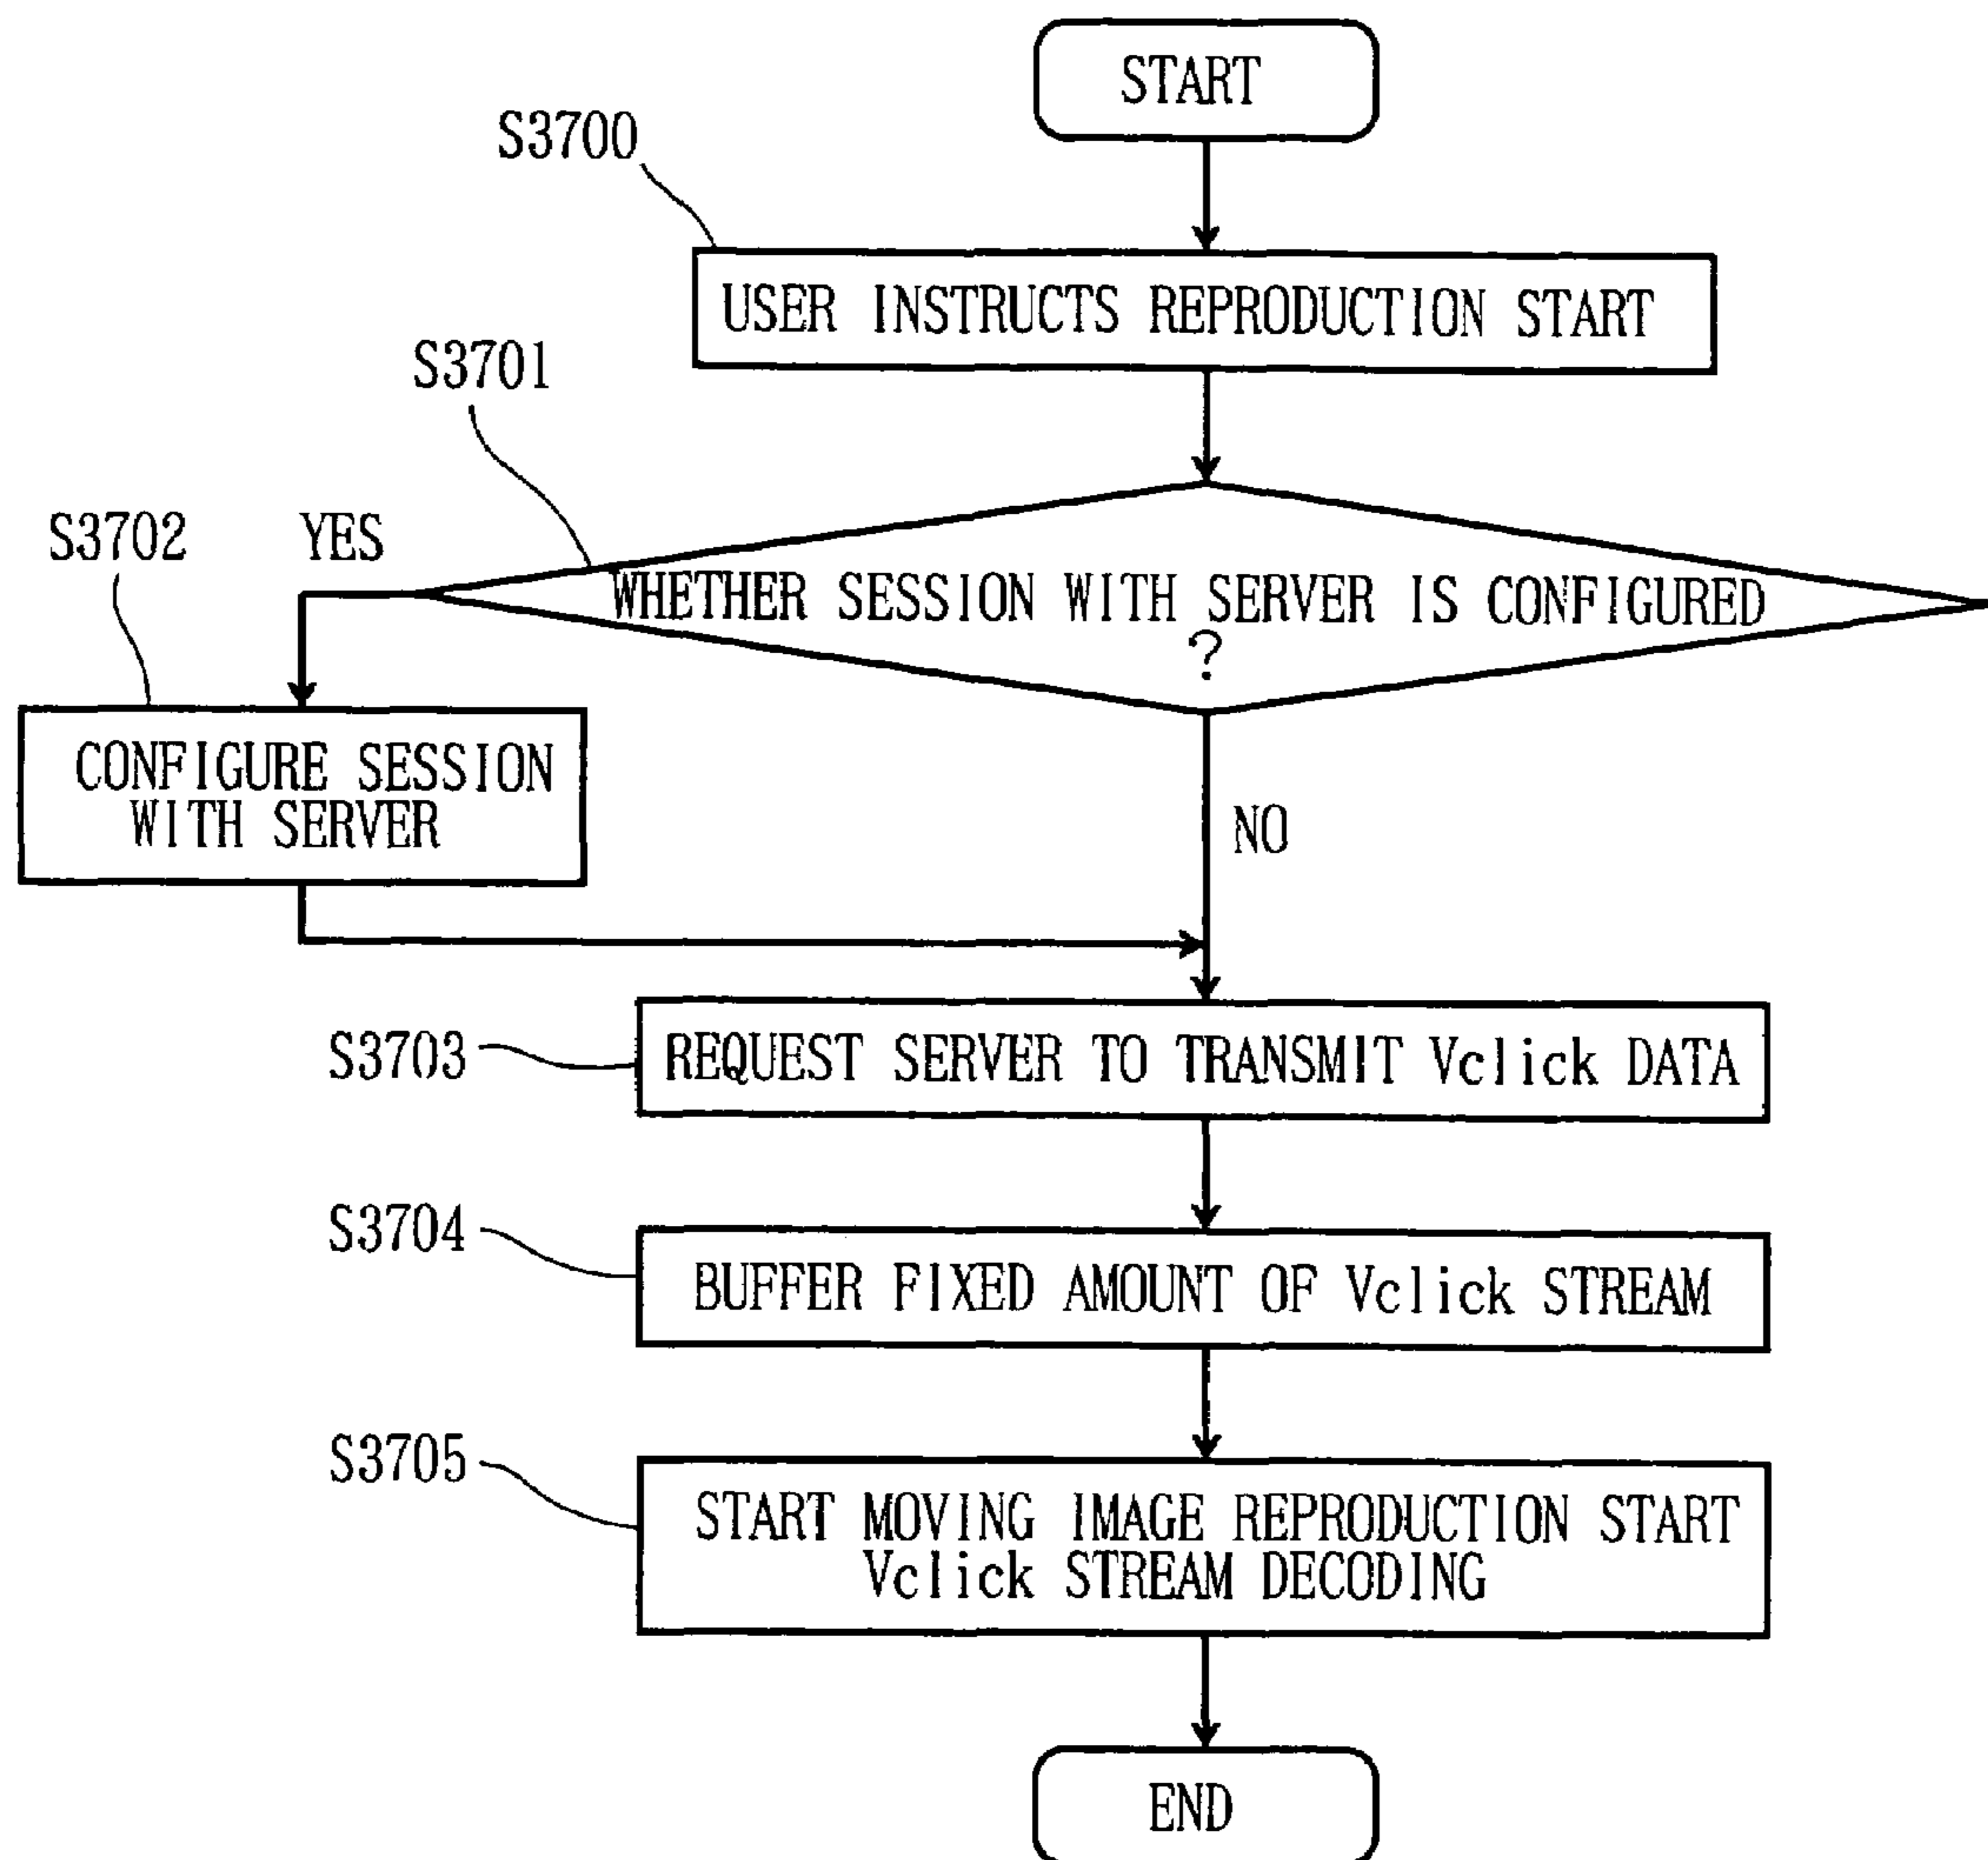 START
S3700
USER INSTRUCTS REPRODUCTION START
S3701
S3702
YES
WHETHER SESSION WITH SERVER IS CONFIGURED
?
CONFIGURE SESSION
WITH SERVER
NO
S3703
REQUEST SERVER TO TRANSMIT Vclick DATA
S3704
BUFFER FIXED AMOUNT OF Vclick STREAM
S3705
START MOVING IMAGE REPRODUCTION START
Vclick STREAM DECODING
END